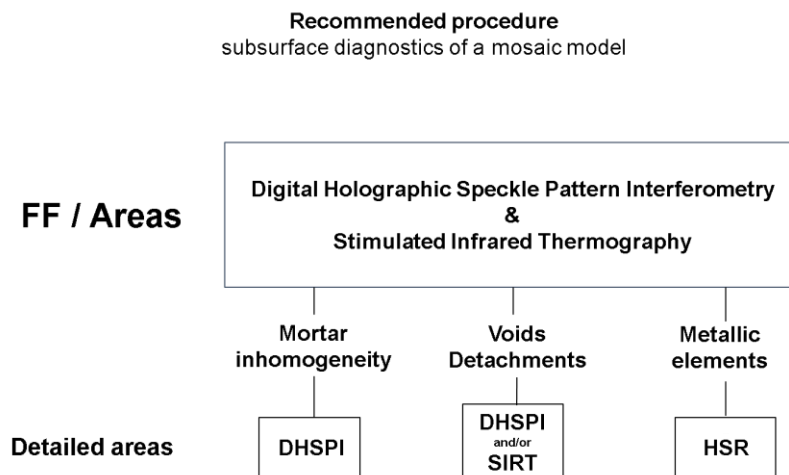 Recommended procedure
subsurface diagnostics of a mosaic model
FF / Areas
Digital Holographic Speckle Pattern Interferometry
&
Stimulated Infrared Thermography
Mortar
inhomogeneity
Voids
Detachments
Metallic
elements
Detailed areas
DHSPI
DHSPI
and/or
SIRT
HSR